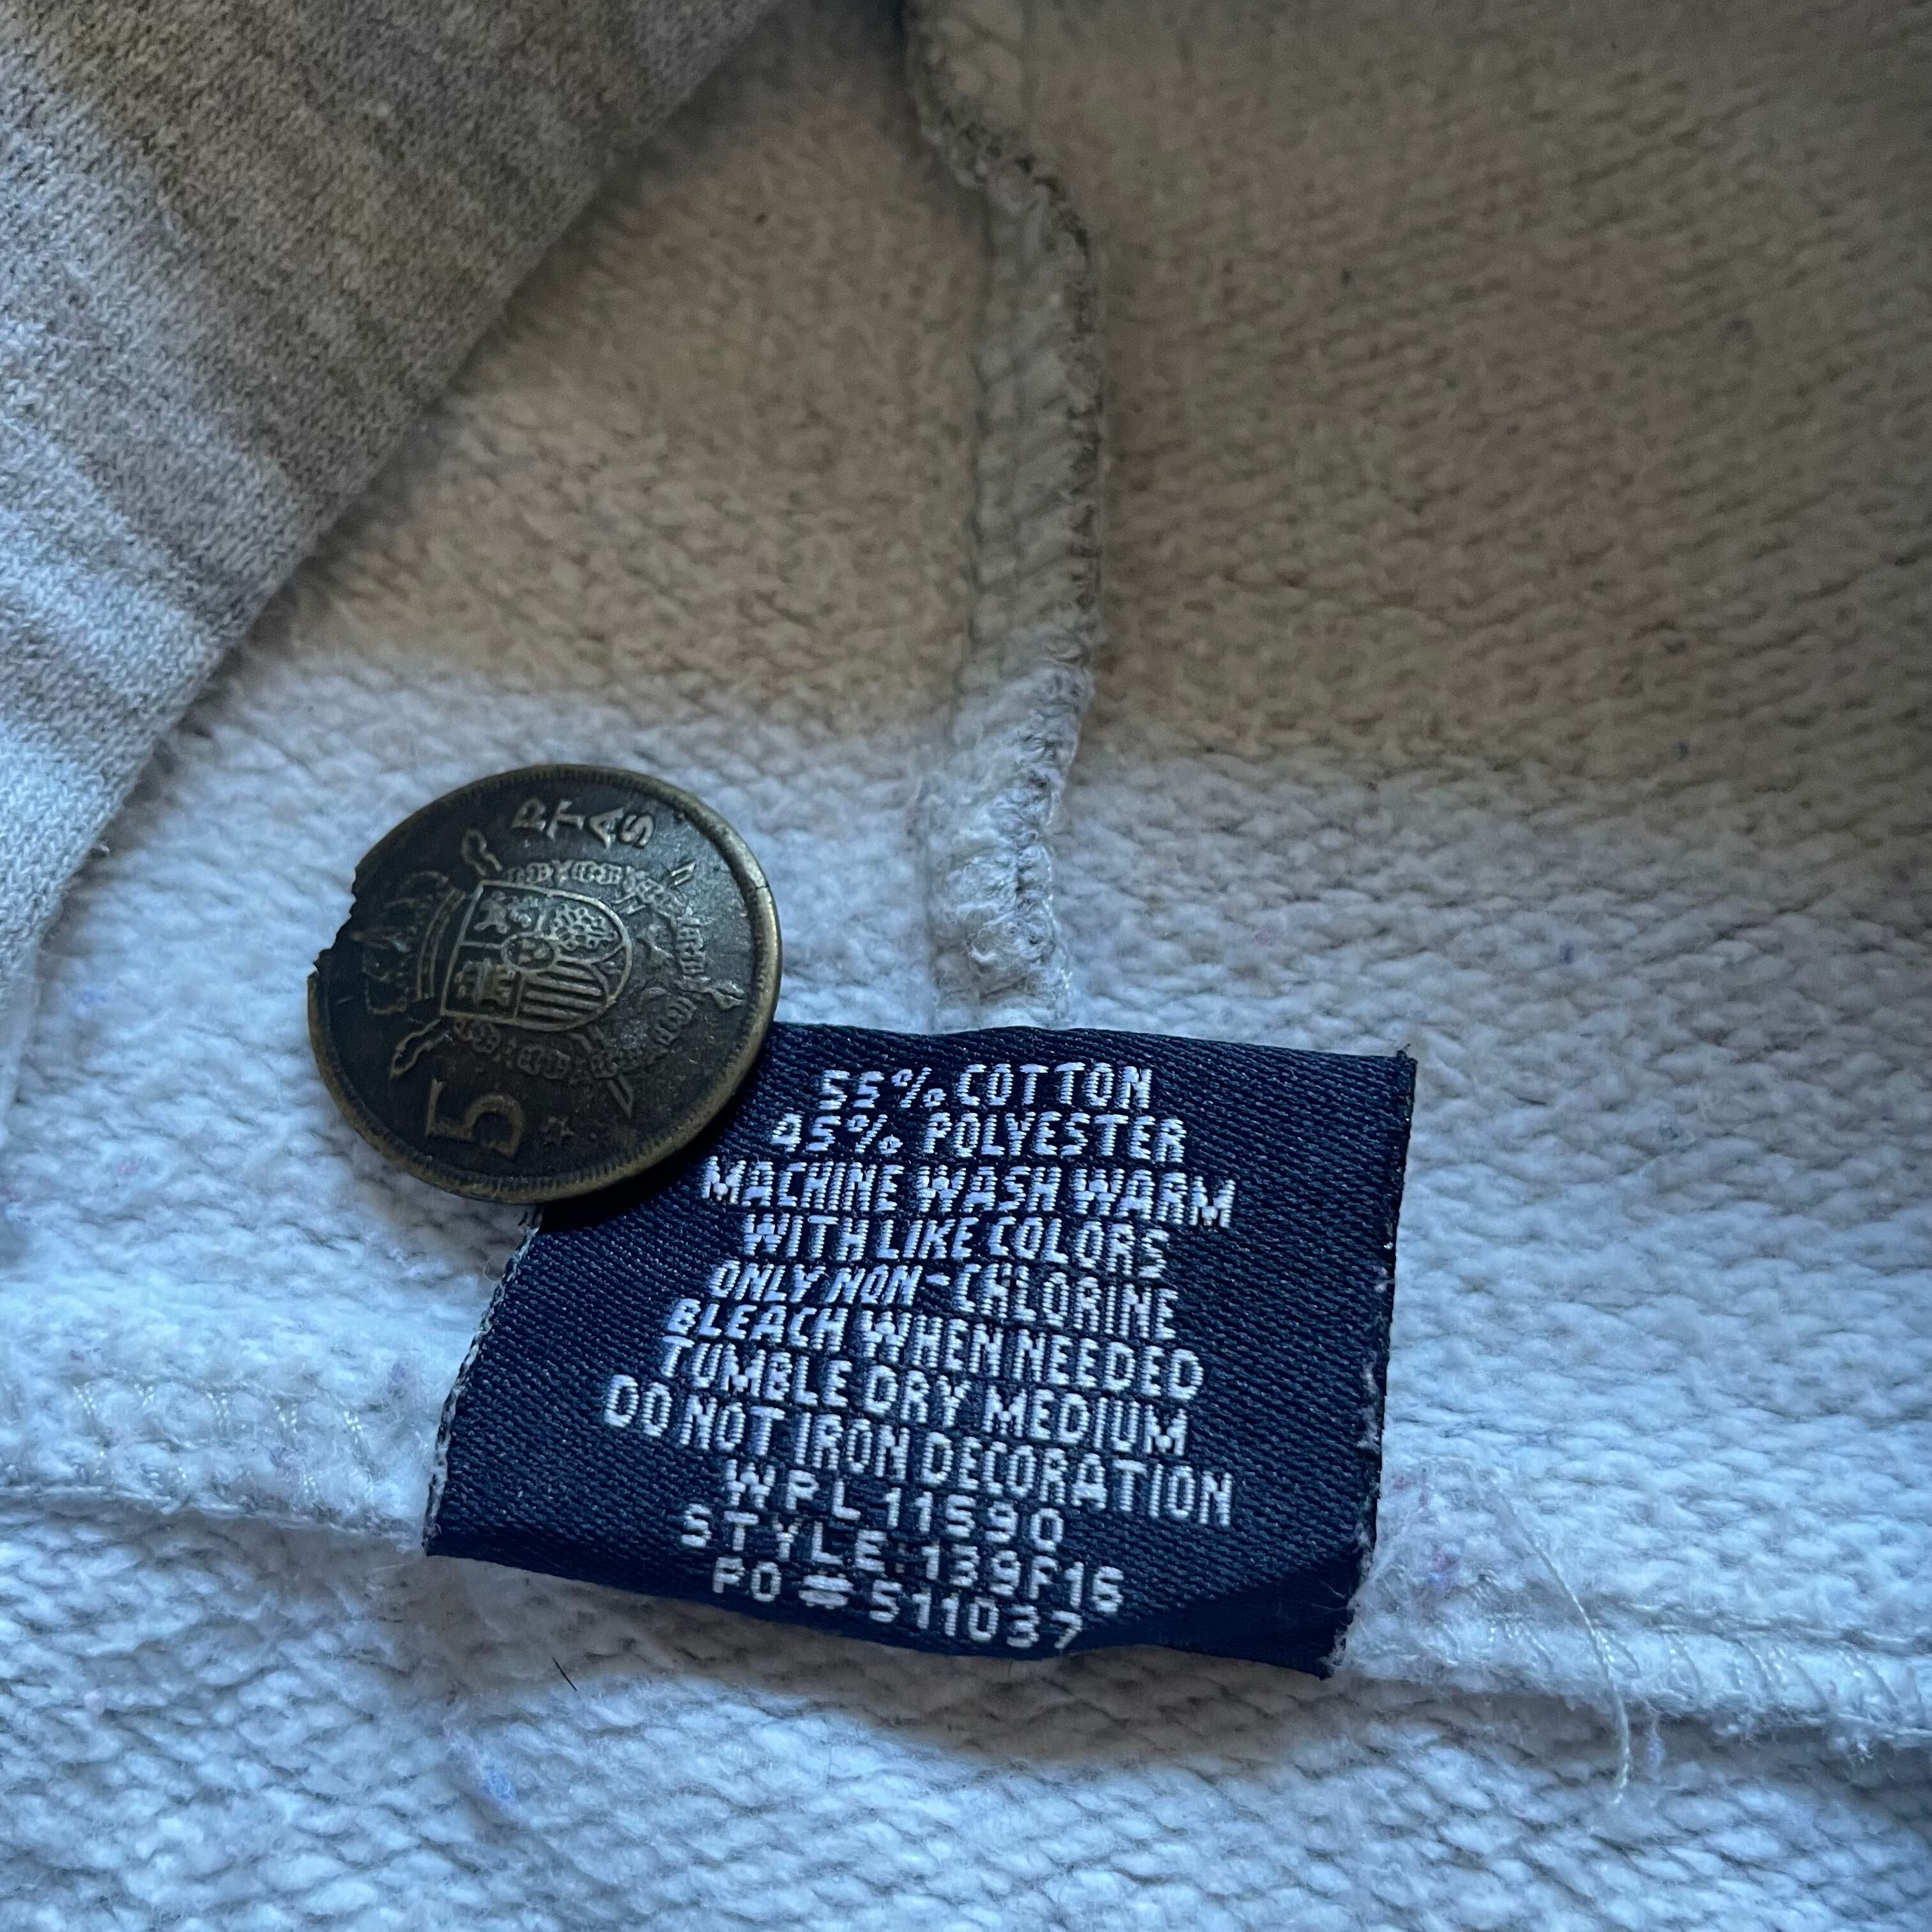 5 PTAS
55% COTTON
45% POLYESTER
MACHINE WASH WARM
WITH LIKE COLORS
ONLY NON-CHLORINE
BLEACH WHEN NEEDED
TUMBLE DRY MEDIUM
DO NOT IRON DECORATION
WPL 11590
STYLE: 139F16
PO # 511037